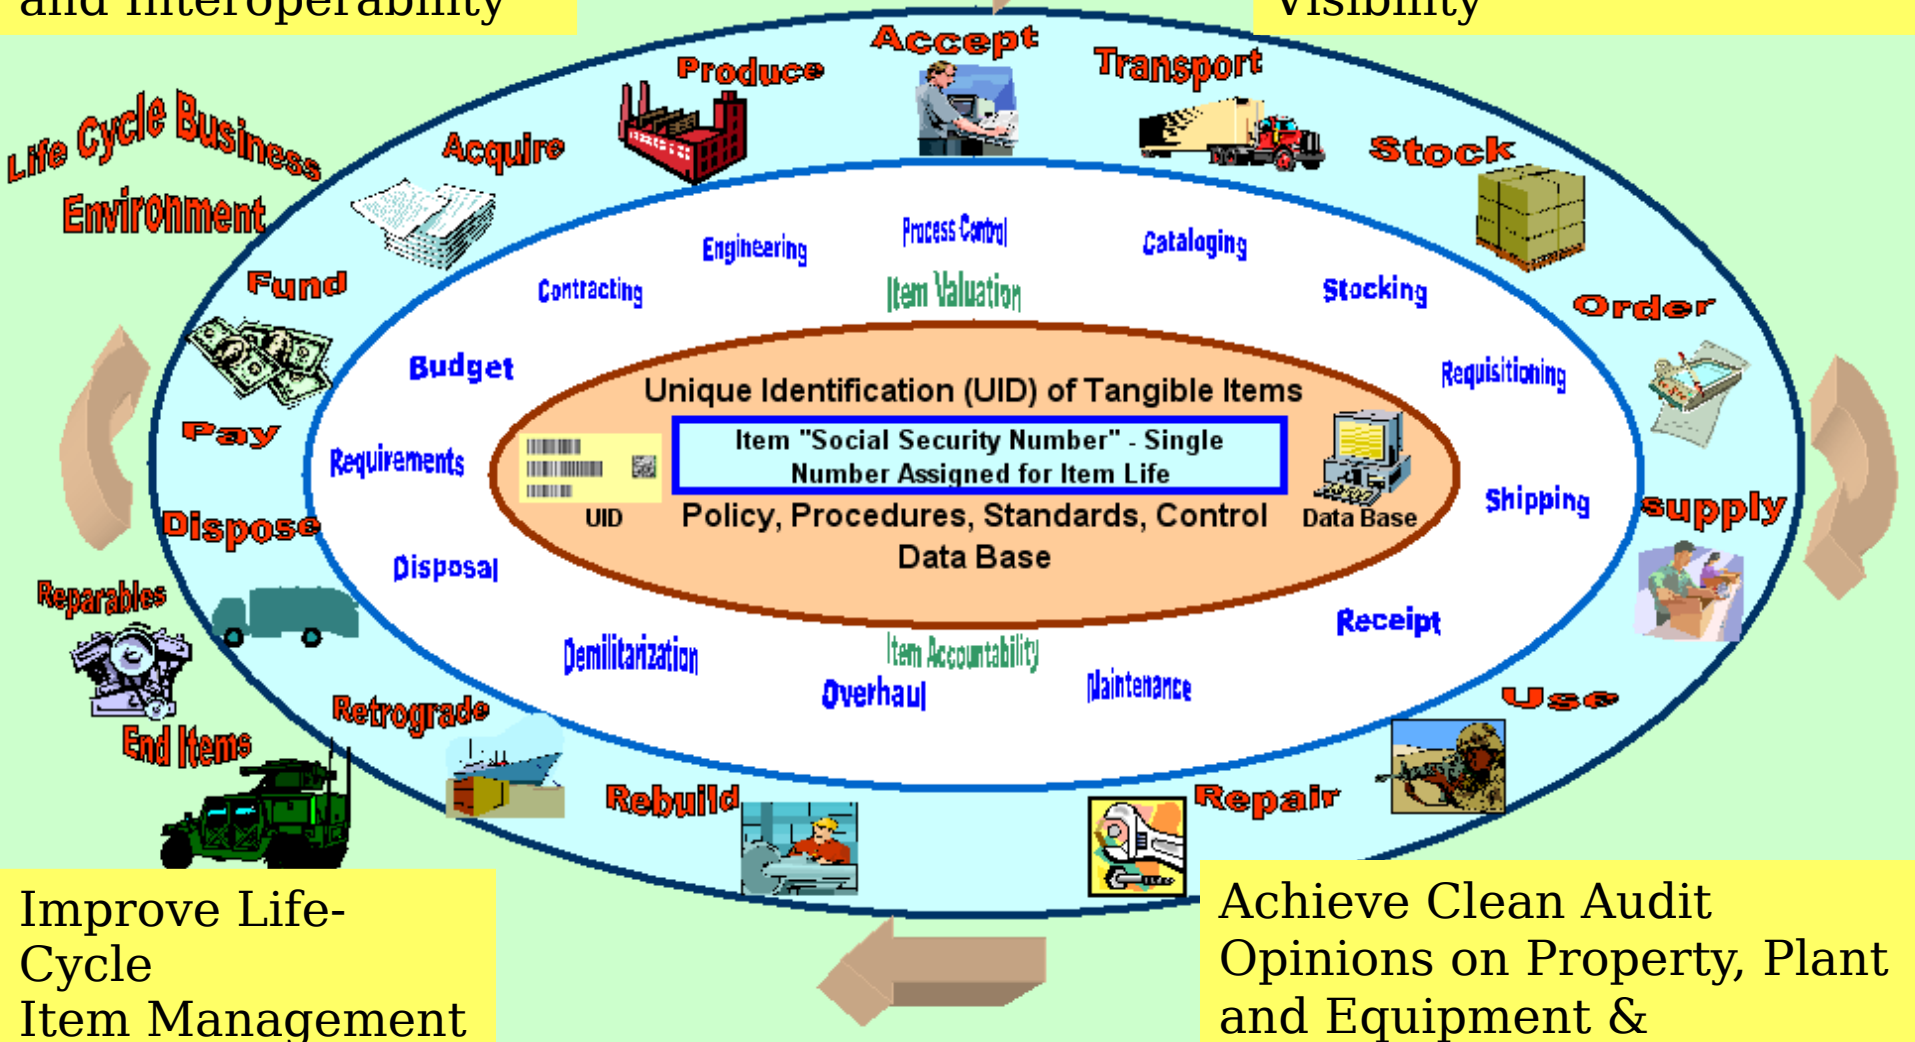 and Interoperability
Visibility
Life Cycle Business
Environment
Accept
Produce
Transport
Acquire
Stock
Fund
Order
Pay
supply
Dispose
Reparables
End Items
Retrograde
Use
Rebuild
Repair
Process Control
Engineering
Cataloging
Contracting
Item Valuation
Stocking
Budget
Requisitioning
Requirements
Shipping
Disposal
Receipt
Demilitarization
Item Accountability
Overhaul
Maintenance
Unique Identification (UID) of Tangible Items
Item "Social Security Number" - Single
Number Assigned for Item Life
UID
Policy, Procedures, Standards, Control
Data Base
Data Base
Improve Life-
Cycle
Item Management
Achieve Clean Audit
Opinions on Property, Plant
and Equipment &